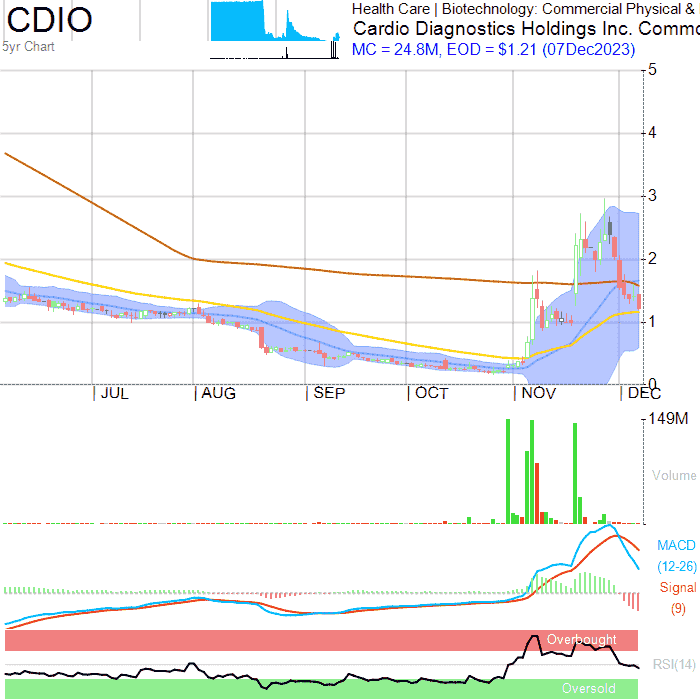 CDIO
5yr Chart
Health Care | Biotechnology: Commercial Physical &
Cardio Diagnostics Holdings Inc. Commo
MC = 24.8M, EOD = $1.21 (07Dec2023)
5
4
3
2
1
0
JUL AUG SEP OCT NOV DEC
149M
Volume
MACD
(12-26)
Signal
(9)
Overbought
RSI(14)
Oversold